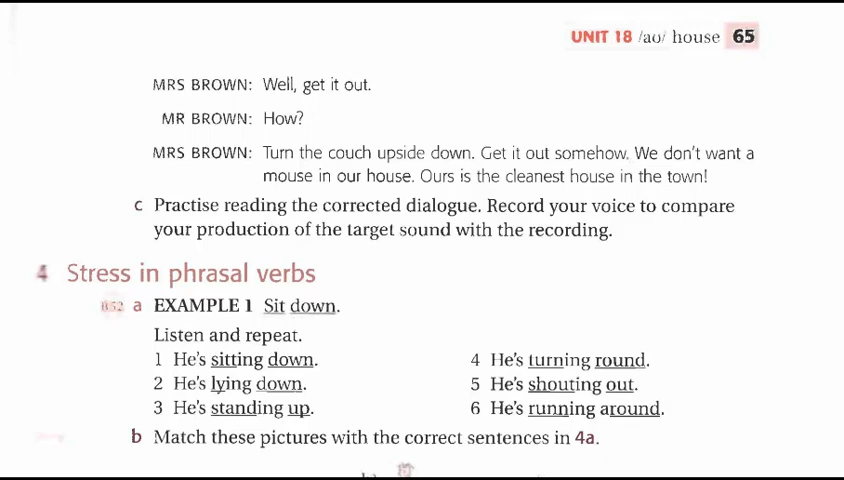 UNIT 18 /aʊ/ house 65
MRS BROWN: Well, get it out.
MR BROWN: How?
MRS BROWN: Turn the couch upside down. Get it out somehow. We don't want a
mouse in our house. Ours is the cleanest house in the town!
c Practise reading the corrected dialogue. Record your voice to compare
your production of the target sound with the recording.
4 Stress in phrasal verbs
B52 a EXAMPLE 1 Sit down.
Listen and repeat.
1 He's sitting down.
2 He's lying down.
3 He's standing up.
4 He's turning round.
5 He's shouting out.
6 He's running around.
b Match these pictures with the correct sentences in 4a.